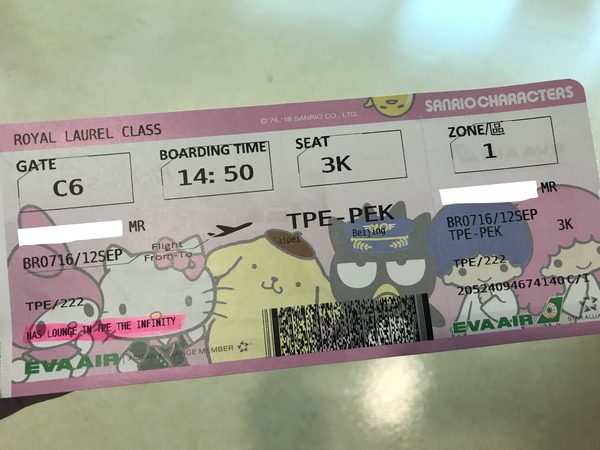 ©'76,'18 SANRIO CO., LTD.
SANRIO CHARACTERS
ROYAL LAUREL CLASS
GATE
C6
BOARDING TIME
14:50
SEAT
3K
ZONE/區
1
MR
Flight
From-To
TPE-PEK
Taipei
Beijing
BR0716/12SEP
TPE/222
HAS LOUNGE IN TPE THE INFINITY
EVA AIR
MEMBER
MR
BR0716/12SEP
TPE-PEK
3K
TPE/222
2052409467414OC/1
EVA AIR